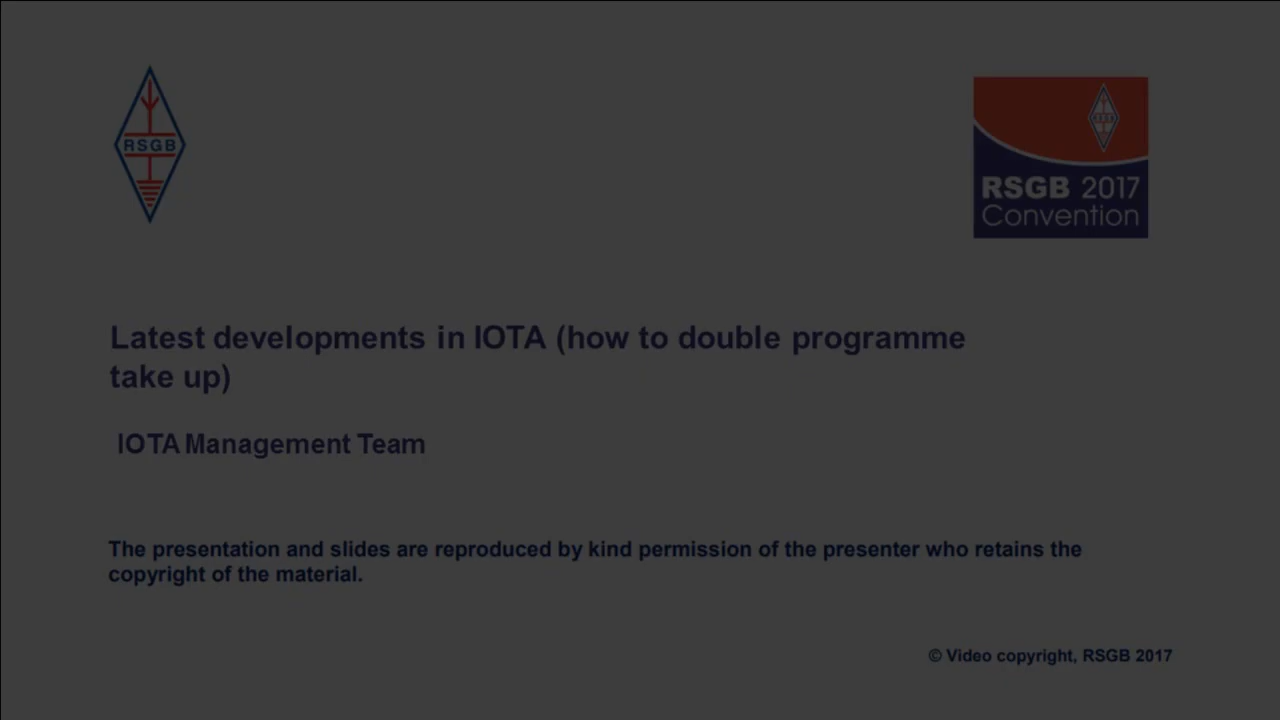 RSGB
RSGB
RSGB 2017
Convention
Latest developments in IOTA (how to double programme
take up)
IOTA Management Team
The presentation and slides are reproduced by kind permission of the presenter who retains the
copyright of the material.
© Video copyright, RSGB 2017